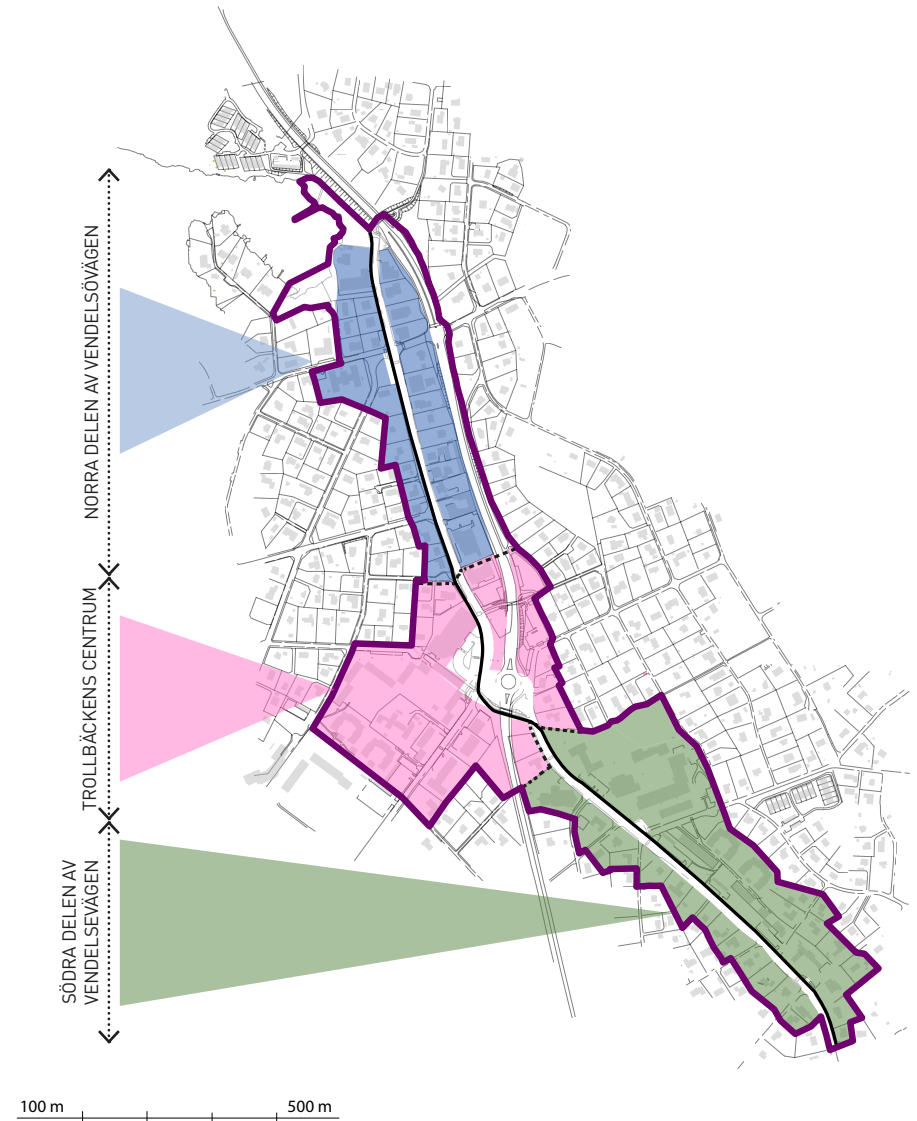 NORRA DELEN AV VENDELSÖVÄGEN
TROLLBÄCKENS CENTRUM
SÖDRA DELEN AV
VENDELSEVÄGEN
100 m
500 m